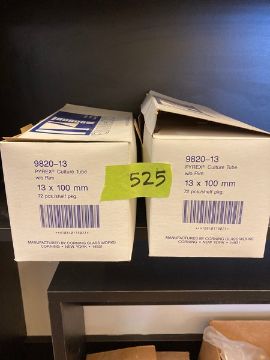 9820-13
PYREX® Culture Tube
w/o Rim
13 x 100 mm
72 pcs/shelf pkg.
MANUFACTURED BY CORNING GLASS WORKS
CORNING • NEW YORK • 14831
525
9820-13
PYREX® Culture Tube
w/o Rim
13 x 100 mm
72 pcs/shelf pkg.
MANUFACTURED BY CORNING GLASS WORKS
CORNING • NEW YORK • 14831